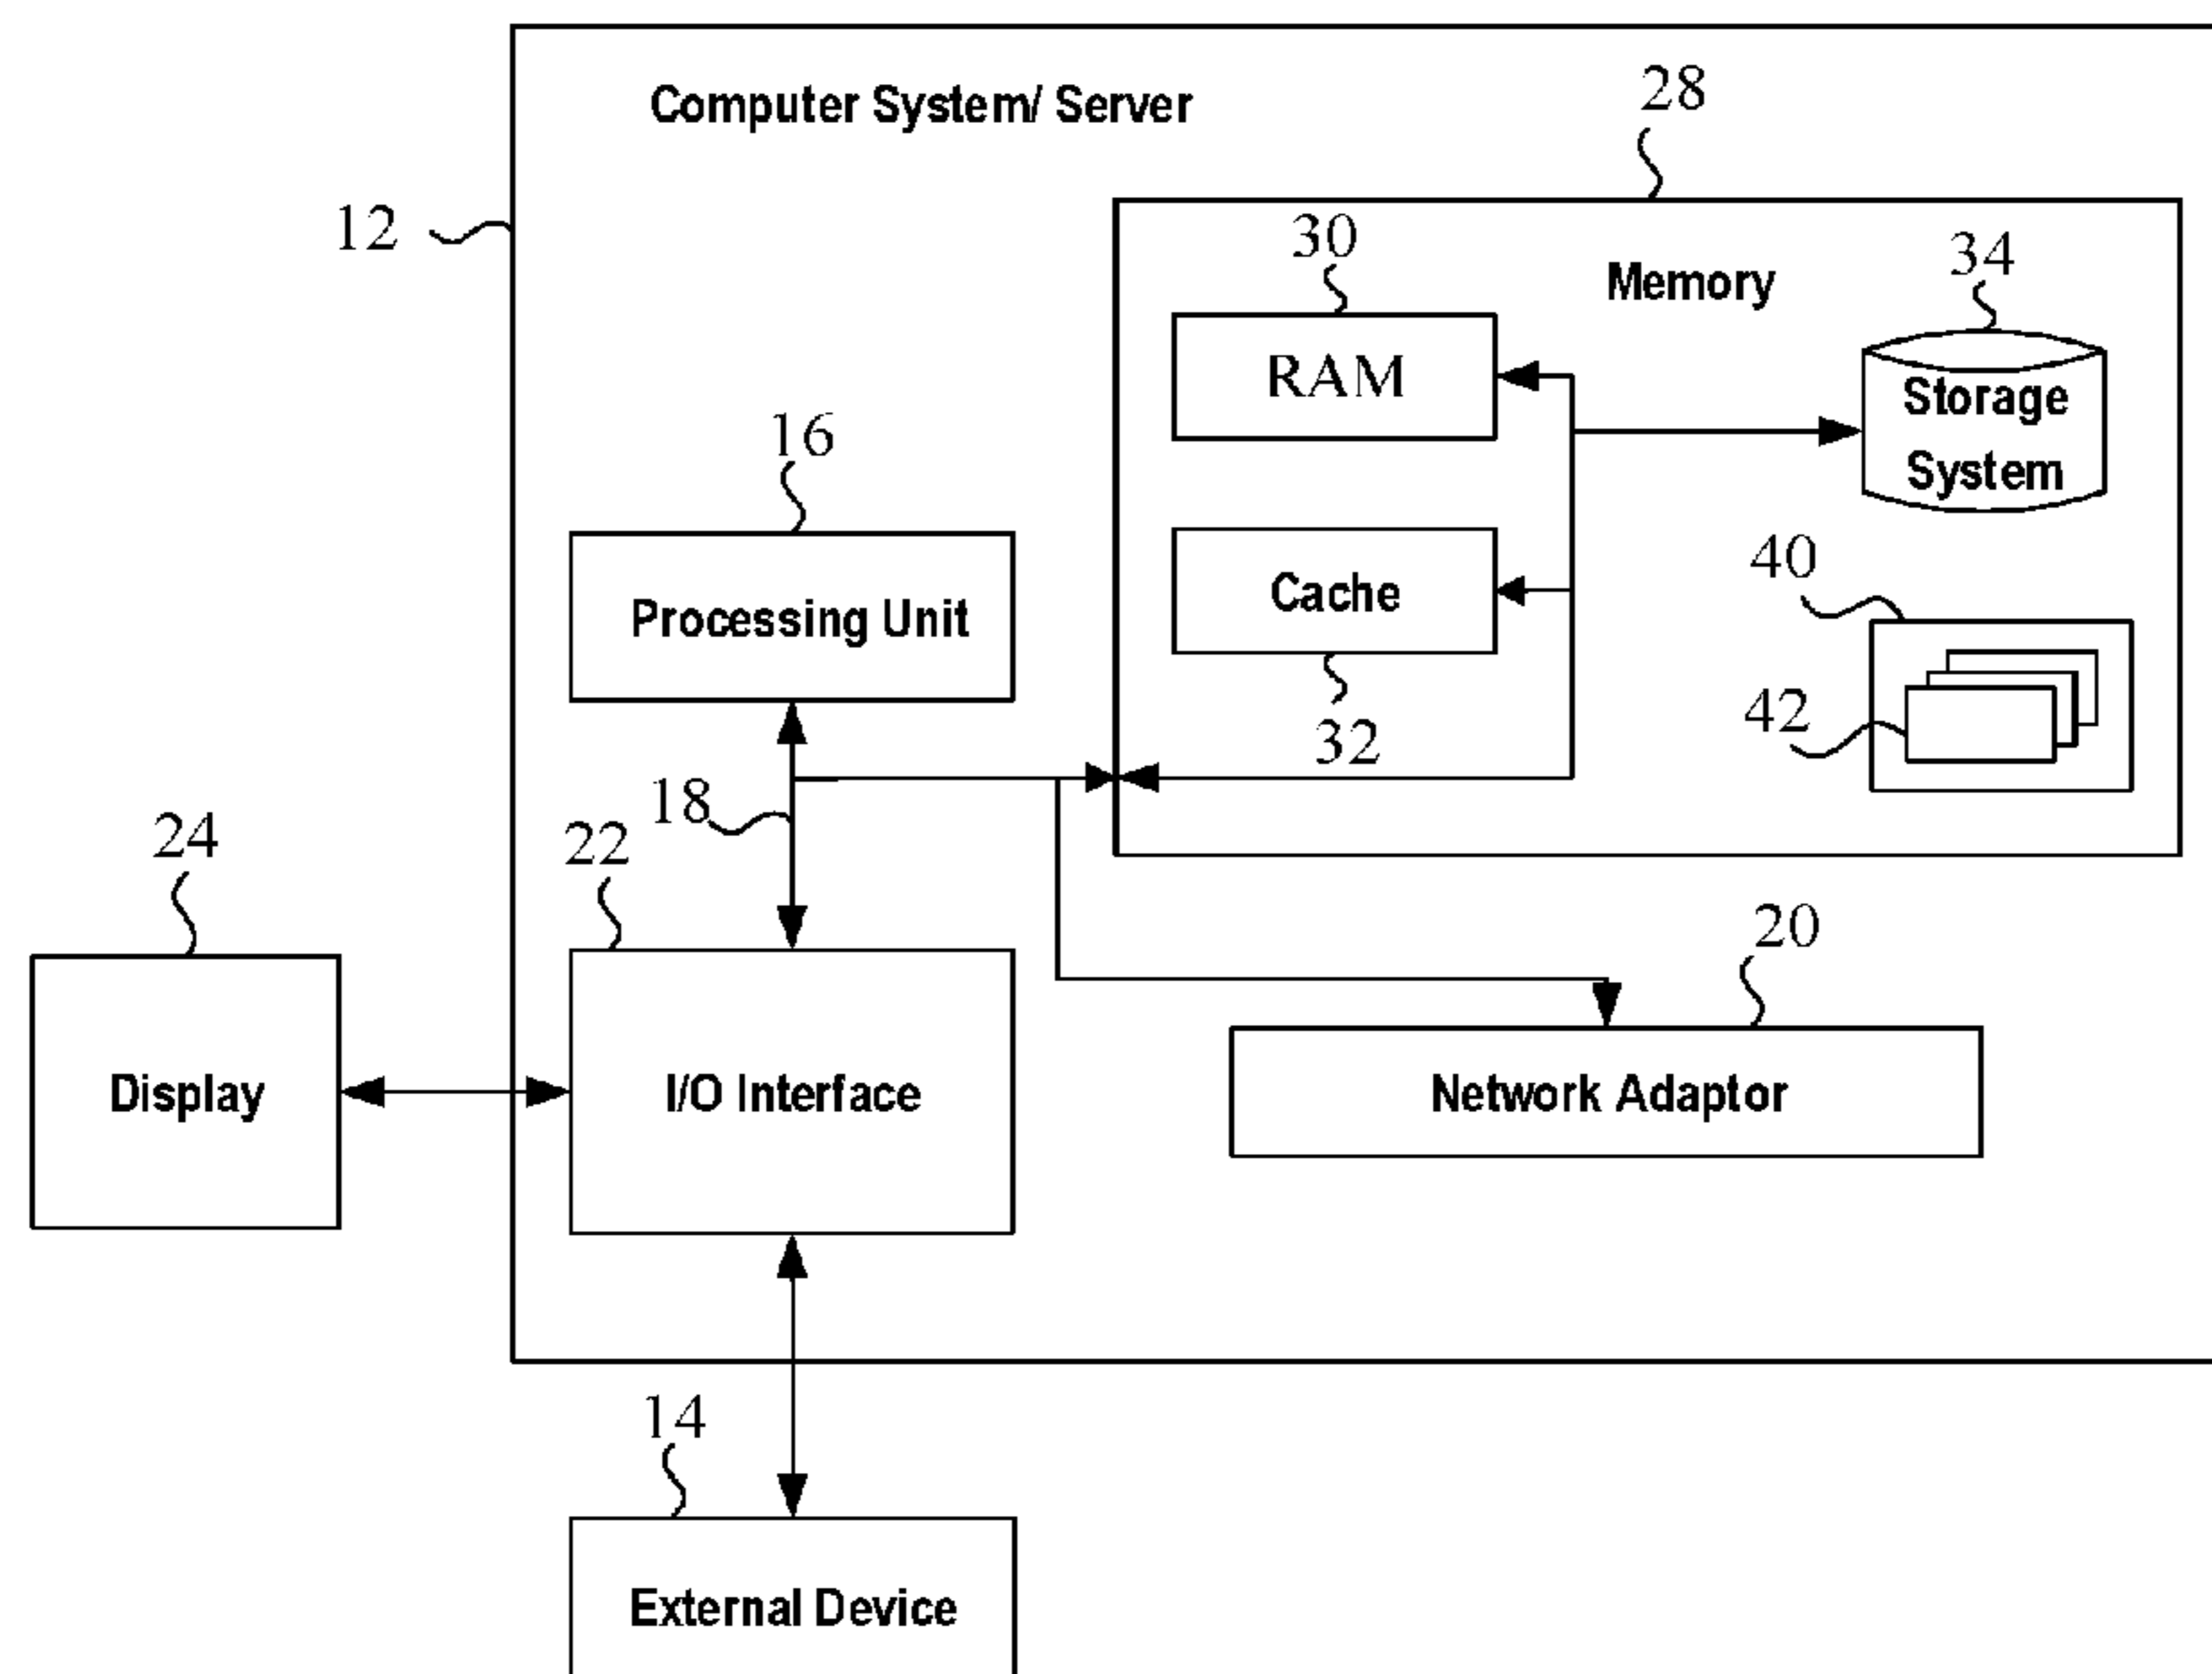 Computer System/ Server
28
12
30
Memory
34
RAM
Storage
System
16
Processing Unit
Cache
40
42
32
18
24
22
20
Display
I/O Interface
Network Adaptor
14
External Device